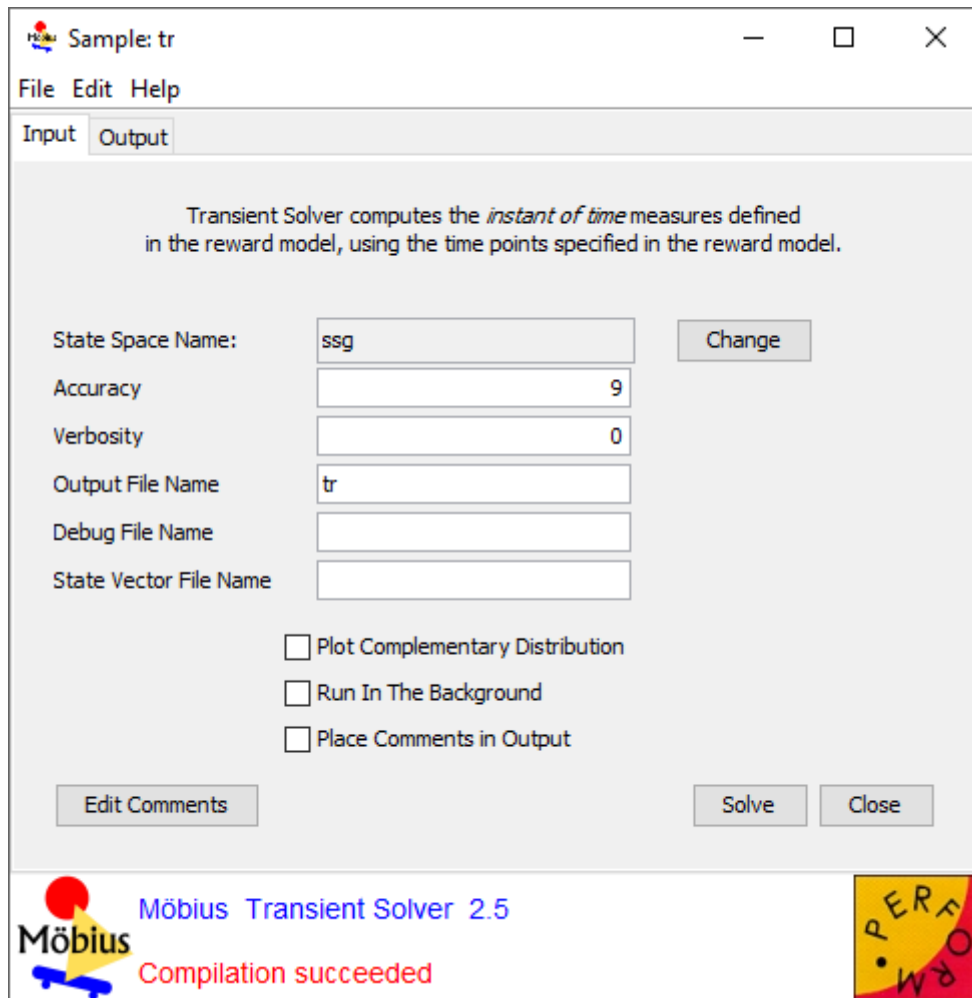 Sample: tr
File Edit Help
Input Output
Transient Solver computes the instant of time measures defined
in the reward model, using the time points specified in the reward model.
State Space Name: ssg Change
Accuracy 9
Verbosity 0
Output File Name tr
Debug File Name
State Vector File Name
Plot Complementary Distribution
Run In The Background
Place Comments in Output
Edit Comments Solve Close
Möbius Möbius Transient Solver 2.5
Compilation succeeded
PERFORM